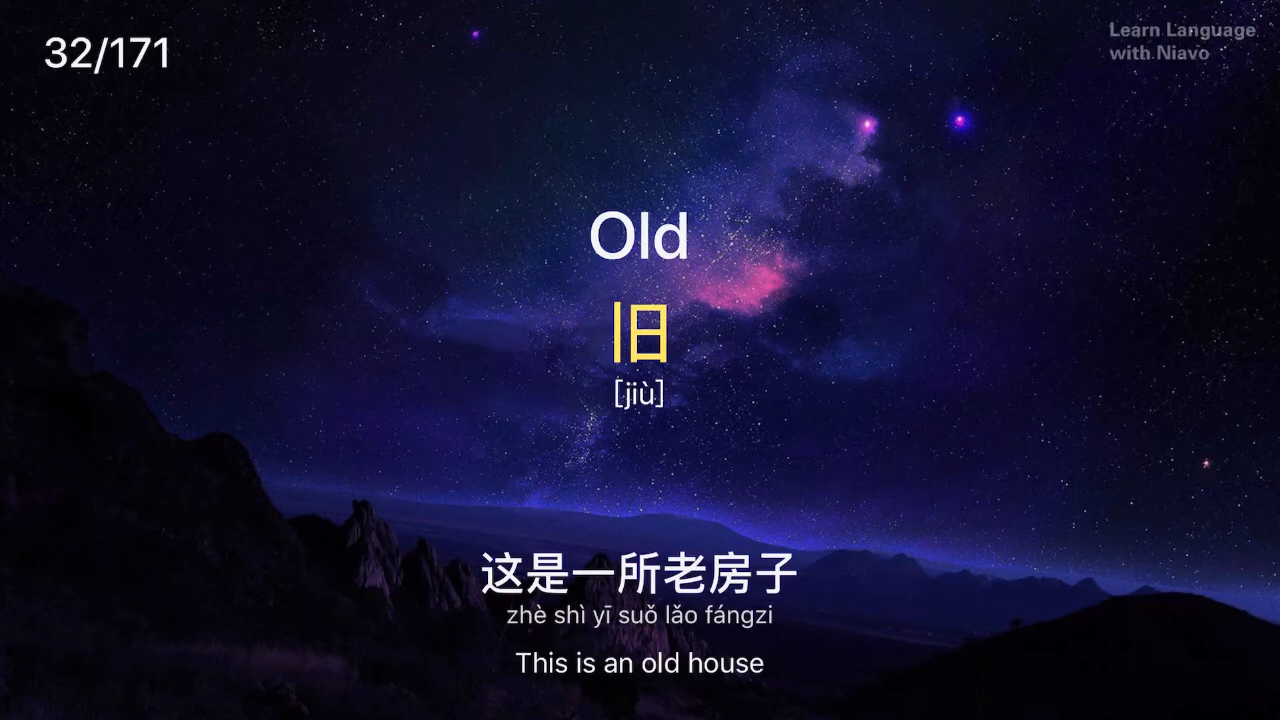 32/171
Learn Language
with Niavo
Old
旧
[jiù]
这是一所老房子
zhè shì yī suǒ lǎo fángzi
This is an old house